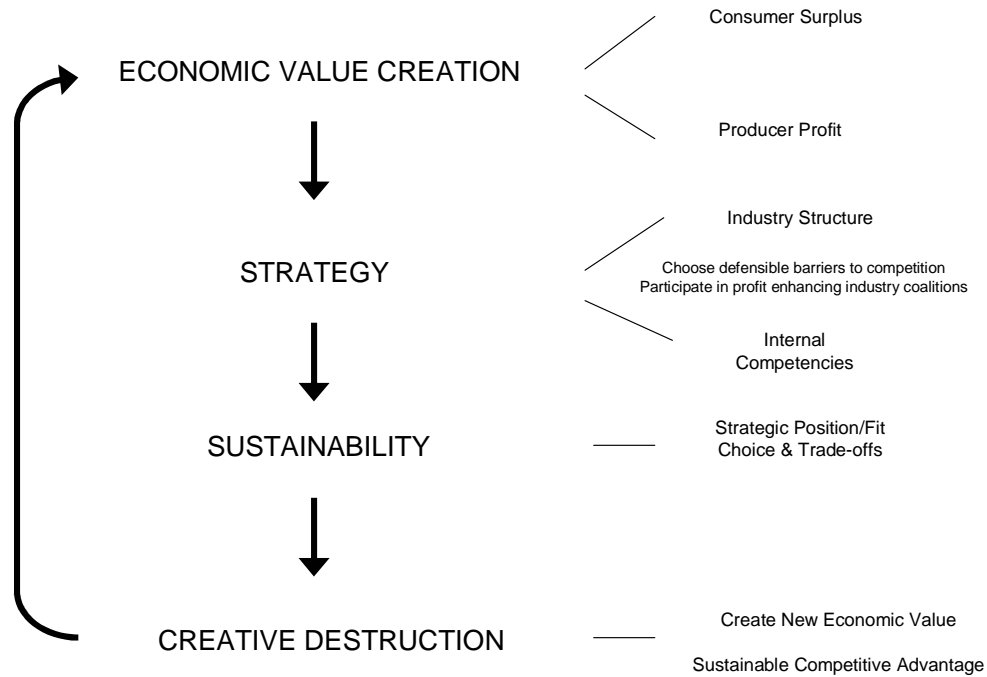 Consumer Surplus
ECONOMIC VALUE CREATION
Producer Profit
Industry Structure
STRATEGY
Choose defensible barriers to competition
Participate in profit enhancing industry coalitions
Internal
Competencies
SUSTAINABILITY
Strategic Position/Fit
Choice & Trade-offs
CREATIVE DESTRUCTION
Create New Economic Value
Sustainable Competitive Advantage